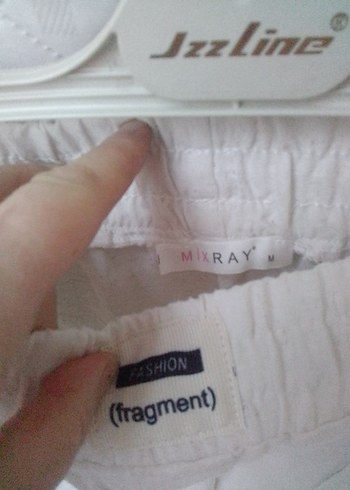 JzzLine®
MIXRAY® M
FASHION
(fragment)